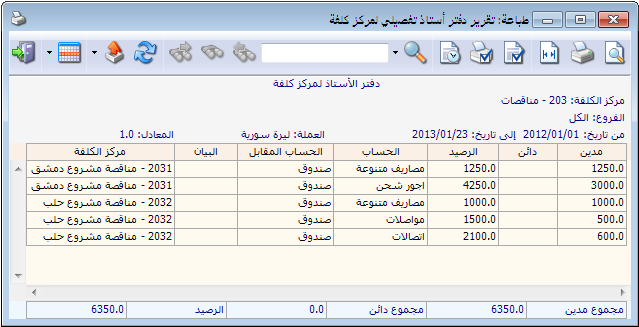 طباعة: تقرير دفتر أستاذ تفصيلي لمركز كلفة
دفتر الأستاذ لمركز كلفة
مركز الكلفة: 203 - مناقصات
الفروع: الكل
من تاريخ: 2012/01/01 إلى تاريخ: 2013/01/23 العملة: ليرة سورية المعادل: 1.0
مدين دائن الرصيد الحساب الحساب المقابل البيان مركز الكلفة
1250.0 1250.0 مصاريف متنوعة صندوق 2031 - مناقصة مشروع دمشق
3000.0 4250.0 اجور شحن صندوق 2031 - مناقصة مشروع دمشق
1000.0 1000.0 مصاريف متنوعة صندوق 2032 - مناقصة مشروع حلب
500.0 1500.0 مواصلات صندوق 2032 - مناقصة مشروع حلب
600.0 2100.0 اتصالات صندوق 2032 - مناقصة مشروع حلب
مجموع مدين 6350.0 مجموع دائن 0.0 الرصيد 6350.0